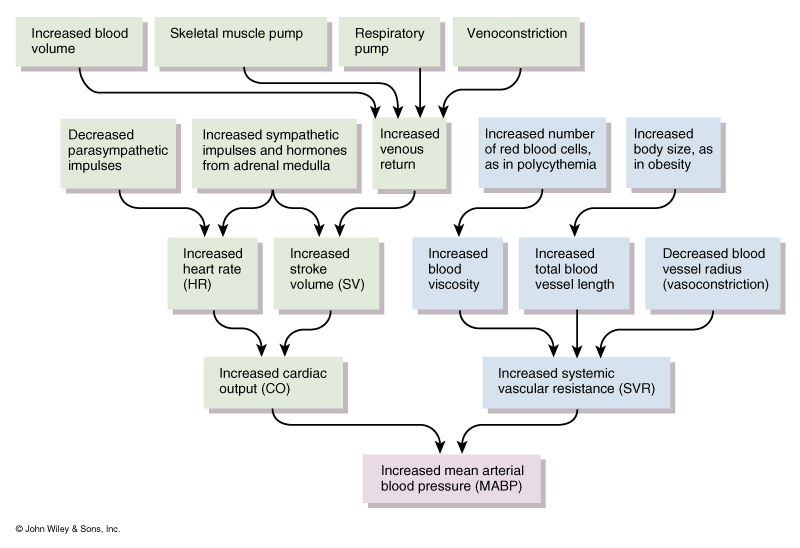 Increased blood
volume
Skeletal muscle pump
Respiratory
pump
Venoconstriction
Decreased
parasympathetic
impulses
Increased sympathetic
impulses and hormones
from adrenal medulla
Increased
venous
return
Increased number
of red blood cells,
as in polycythemia
Increased
body size, as
in obesity
Increased
heart rate
(HR)
Increased
stroke
volume (SV)
Increased
blood
viscosity
Increased
total blood
vessel length
Decreased blood
vessel radius
(vasoconstriction)
Increased cardiac
output (CO)
Increased systemic
vascular resistance (SVR)
Increased mean arterial
blood pressure (MABP)
© John Wiley & Sons, Inc.